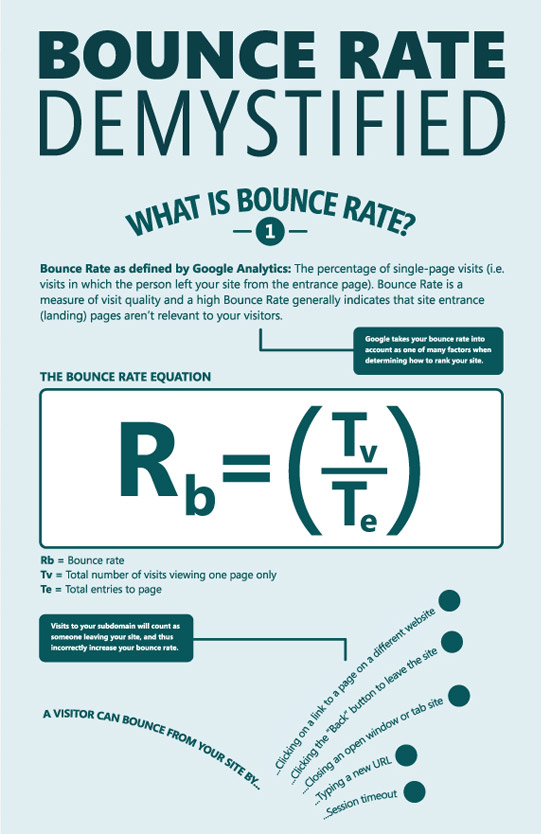 BOUNCE RATE
DEMYSTIFIED
WHAT IS BOUNCE RATE?
1
Bounce Rate as defined by Google Analytics: The percentage of single-page visits (i.e.
visits in which the person left your site from the entrance page). Bounce Rate is a
measure of visit quality and a high Bounce Rate generally indicates that site entrance
(landing) pages aren't relevant to your visitors.
Google takes your bounce rate into
account as one of many factors when
determining how to rank your site.
THE BOUNCE RATE EQUATION
Rb=(Tv/Te)
Rb = Bounce rate
Tv = Total number of visits viewing one page only
Te = Total entries to page
Visits to your subdomain will count as
someone leaving your site, and thus
incorrectly increase your bounce rate.
A VISITOR CAN BOUNCE FROM YOUR SITE BY...
...Clicking on a link to a page on a different website
...Clicking the "Back" button to leave the site
...Closing an open window or tab site
...Typing a new URL
...Session timeout